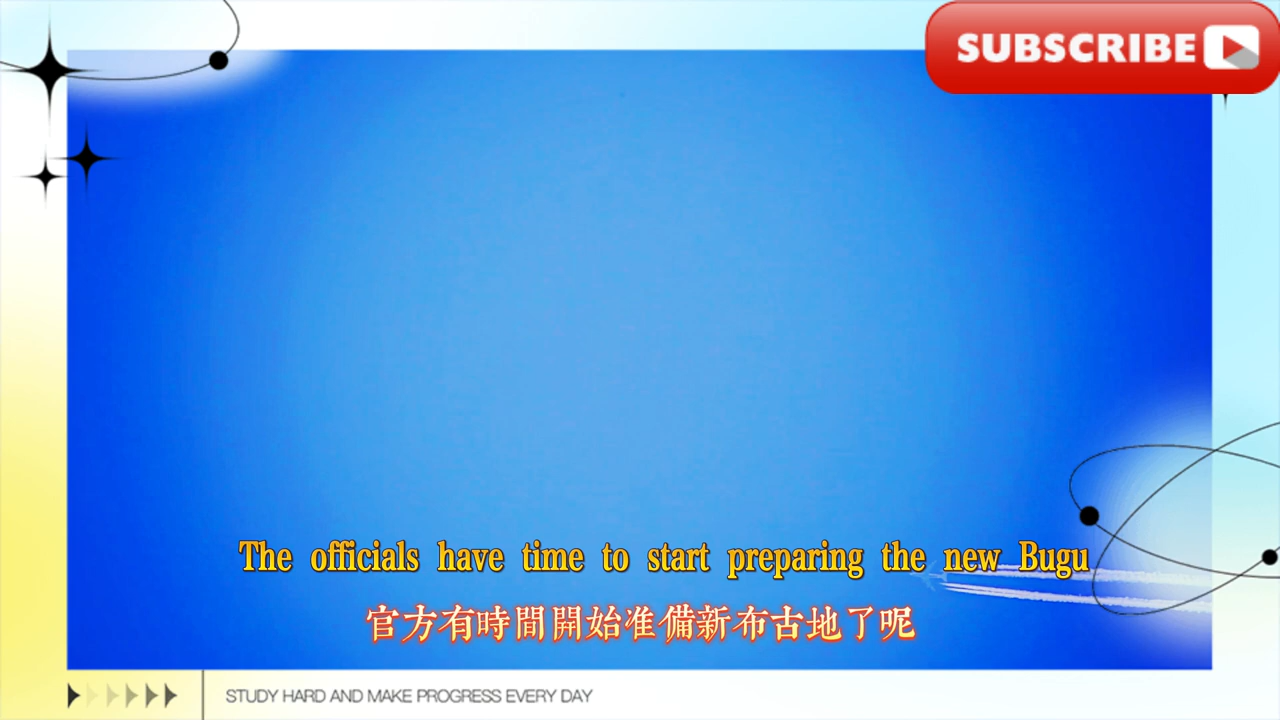 SUBSCRIBE
The officials have time to start preparing the new Bugu
官方有時間開始准備新布古地了呢
STUDY HARD AND MAKE PROGRESS EVERY DAY